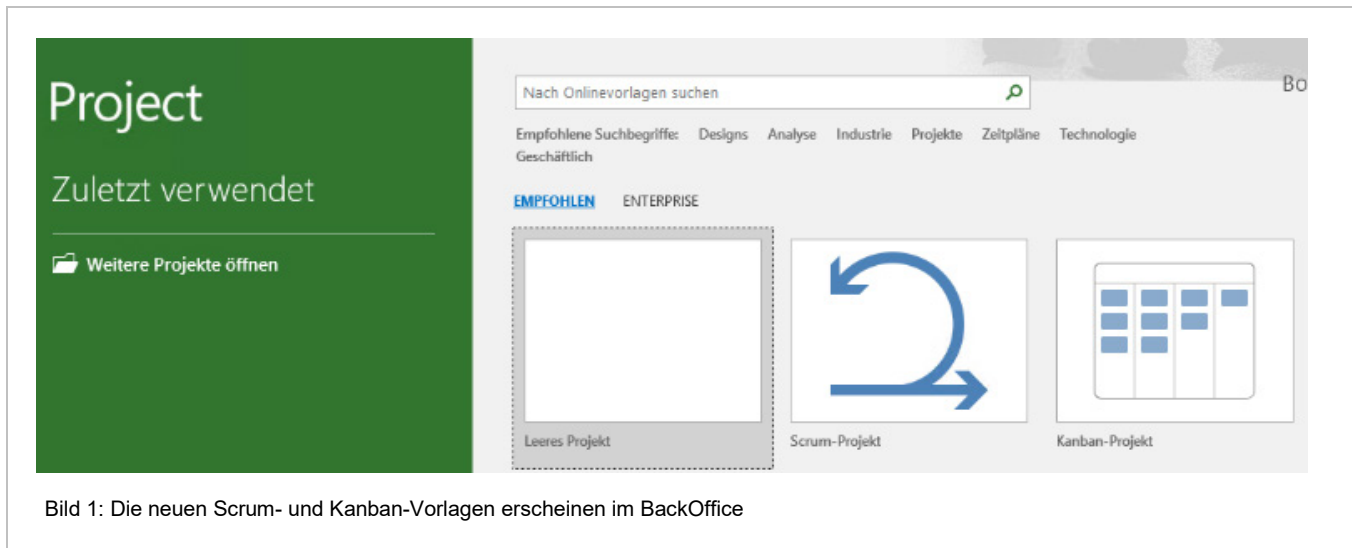 Project
Zuletzt verwendet
Weitere Projekte öffnen
Nach Onlinevorlagen suchen
Bo
Empfohlene Suchbegriffe: Designs Analyse Industrie Projekte Zeitpläne Technologie
Geschäftlich
EMPFOHLEN ENTERPRISE
Leeres Projekt
Scrum-Projekt
Kanban-Projekt
Bild 1: Die neuen Scrum- und Kanban-Vorlagen erscheinen im BackOffice